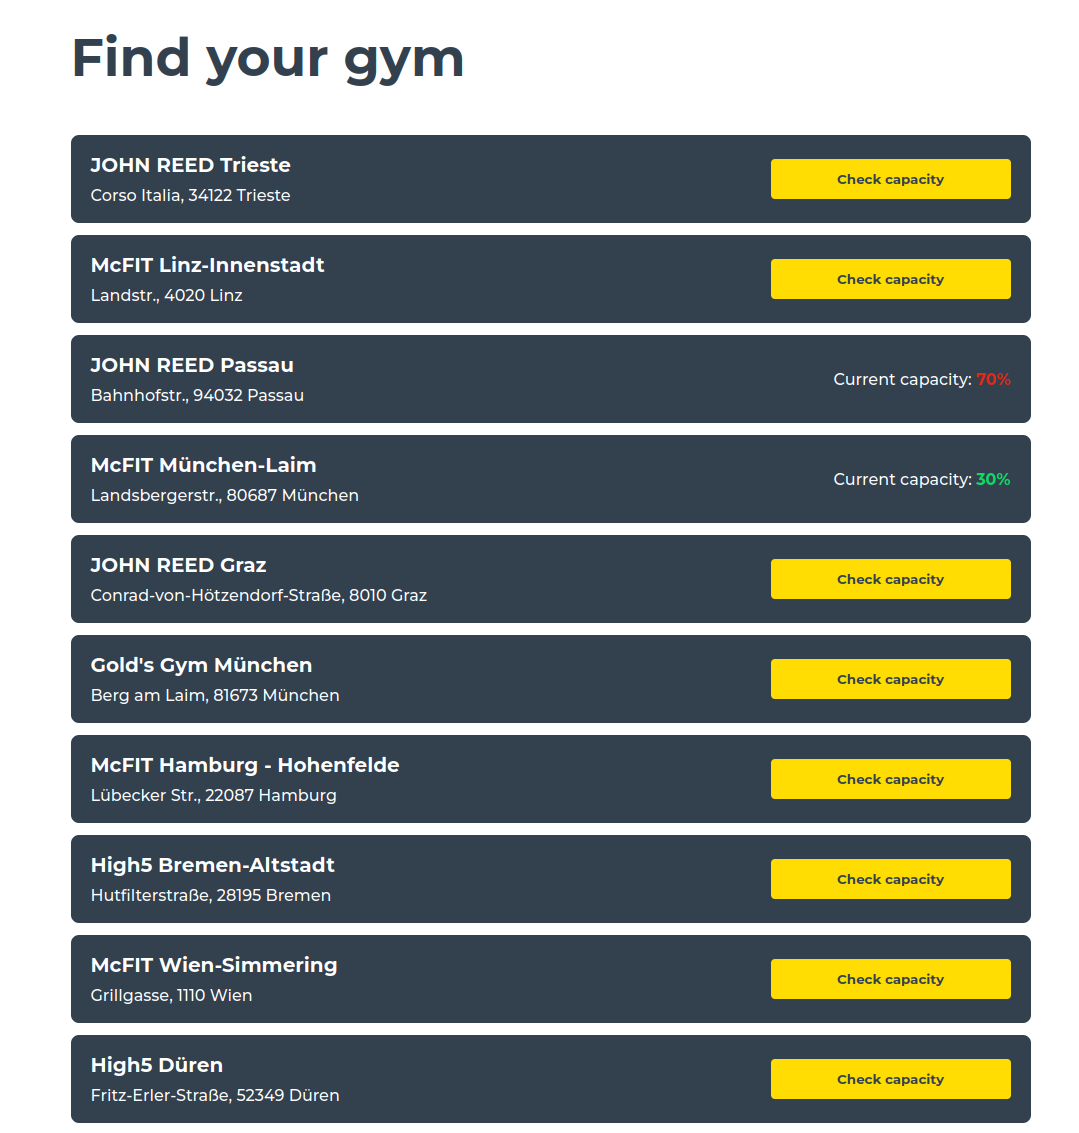 Find your gym
JOHN REED Trieste
Corso Italia, 34122 Trieste
Check capacity
McFIT Linz-Innenstadt
Landstr., 4020 Linz
Check capacity
JOHN REED Passau
Bahnhofstr., 94032 Passau
Current capacity: 70%
McFIT München-Laim
Landsbergerstr., 80687 München
Current capacity: 30%
JOHN REED Graz
Conrad-von-Hötzendorf-Straße, 8010 Graz
Check capacity
Gold's Gym München
Berg am Laim, 81673 München
Check capacity
McFIT Hamburg - Hohenfelde
Lübecker Str., 22087 Hamburg
Check capacity
High5 Bremen-Altstadt
Hutfilterstraße, 28195 Bremen
Check capacity
McFIT Wien-Simmering
Grillgasse, 1110 Wien
Check capacity
High5 Düren
Fritz-Erler-Straße, 52349 Düren
Check capacity